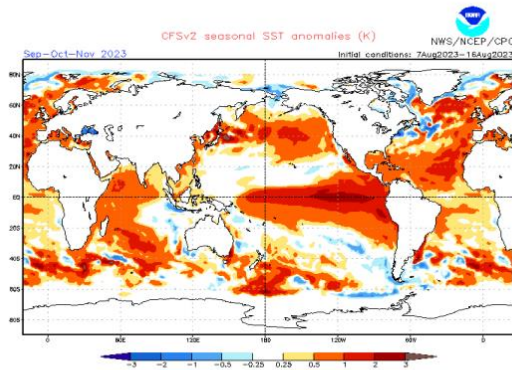 CFSv2 seasonal SST anomalies (K)
NWS/NCEP/CPC
Sep-Oct-Nov 2023
Initial conditions: 7Aug2023-16Aug2023
80N
60N
40N
20N
EQ
20S
40S
60S
80S
0 60E 120E 180 120W 60W 0
-3 -2 -1 -0.5 -0.25 0.25 0.5 1 2 3